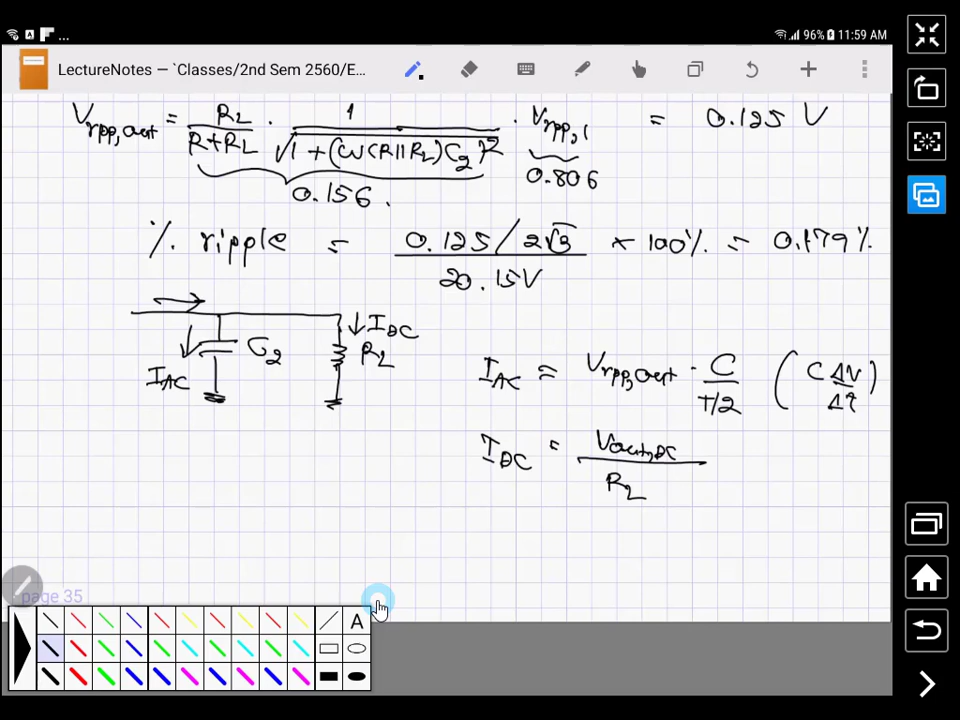 ... 96% 11:59 AM
LectureNotes — `Classes/2nd Sem 2560/E...
Vrpp,out = RL / (R+RL) · 1 / √(1 + (ω(R||RL)C2)²) · Vrpp,1 = 0.125 V
0.156. 0.806
% ripple = (0.125 / 2√3) / 20.15V × 100% = 0.179%
IDC
C2 RL
IAC
IAC = Vrpp,out · C / (T/2) (C ΔV/Δt)
IDC = Vout,DC / RL
page 35
A